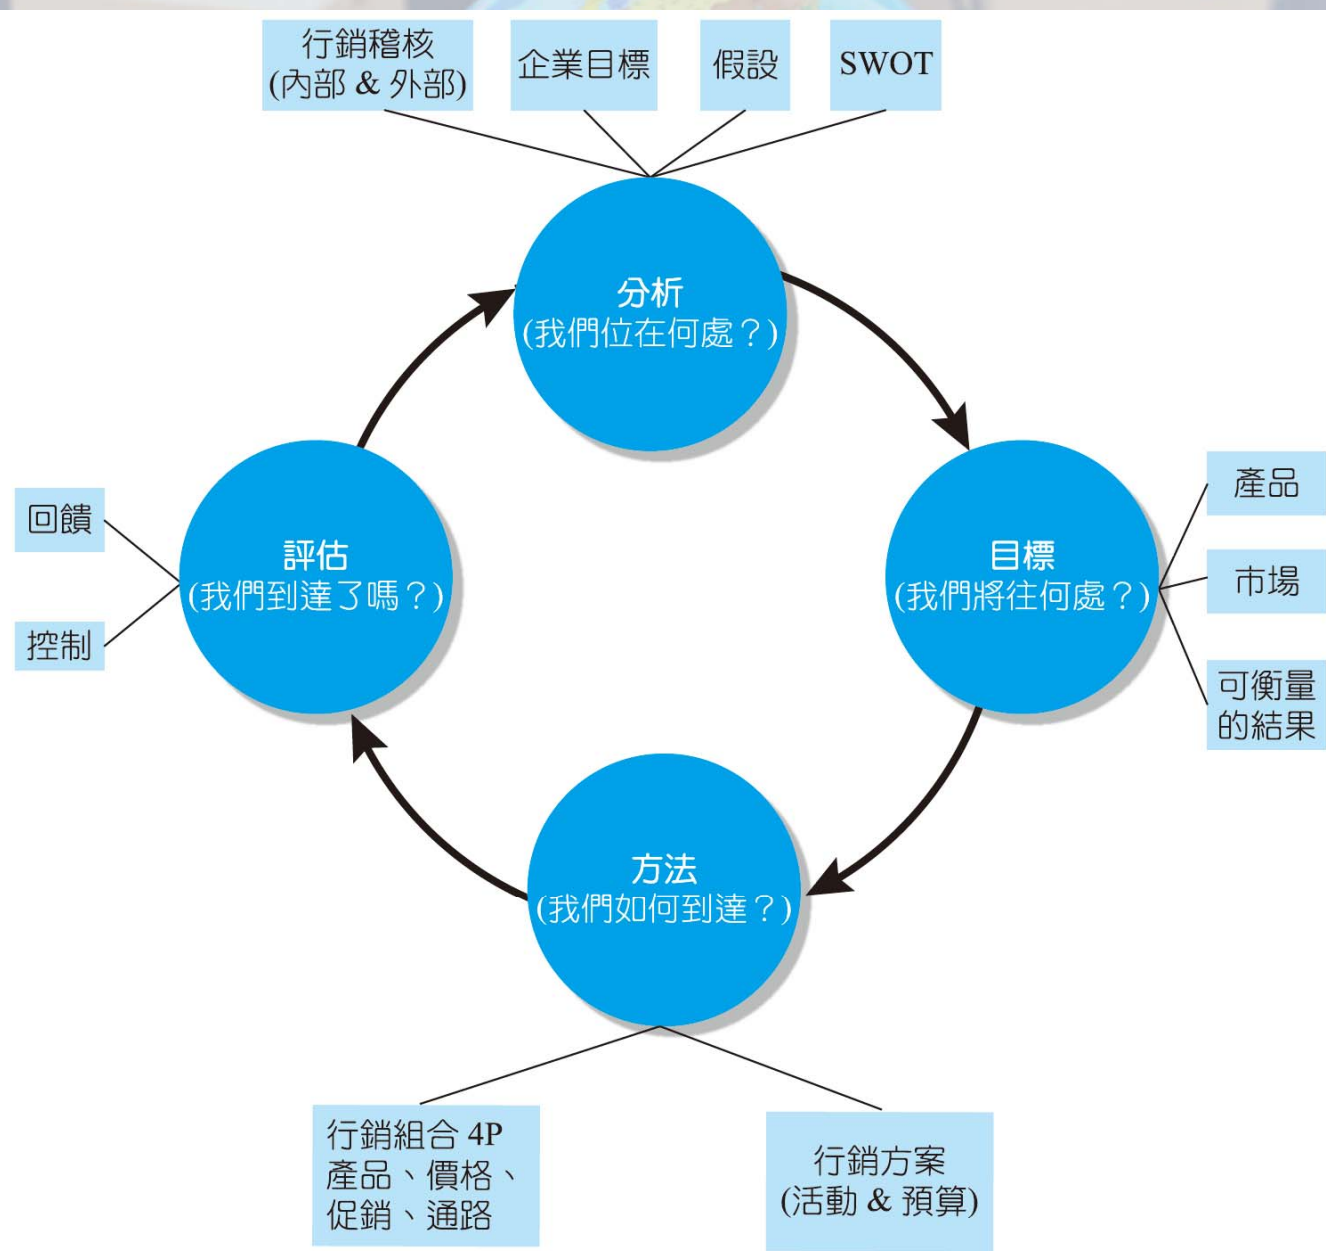 行銷稽核
(內部 & 外部)
企業目標
假設
SWOT
分析
(我們位在何處？)
目標
(我們將往何處？)
產品
市場
可衡量
的結果
方法
(我們如何到達？)
行銷組合 4P
產品、價格、
促銷、通路
行銷方案
(活動 & 預算)
評估
(我們到達了嗎？)
回饋
控制